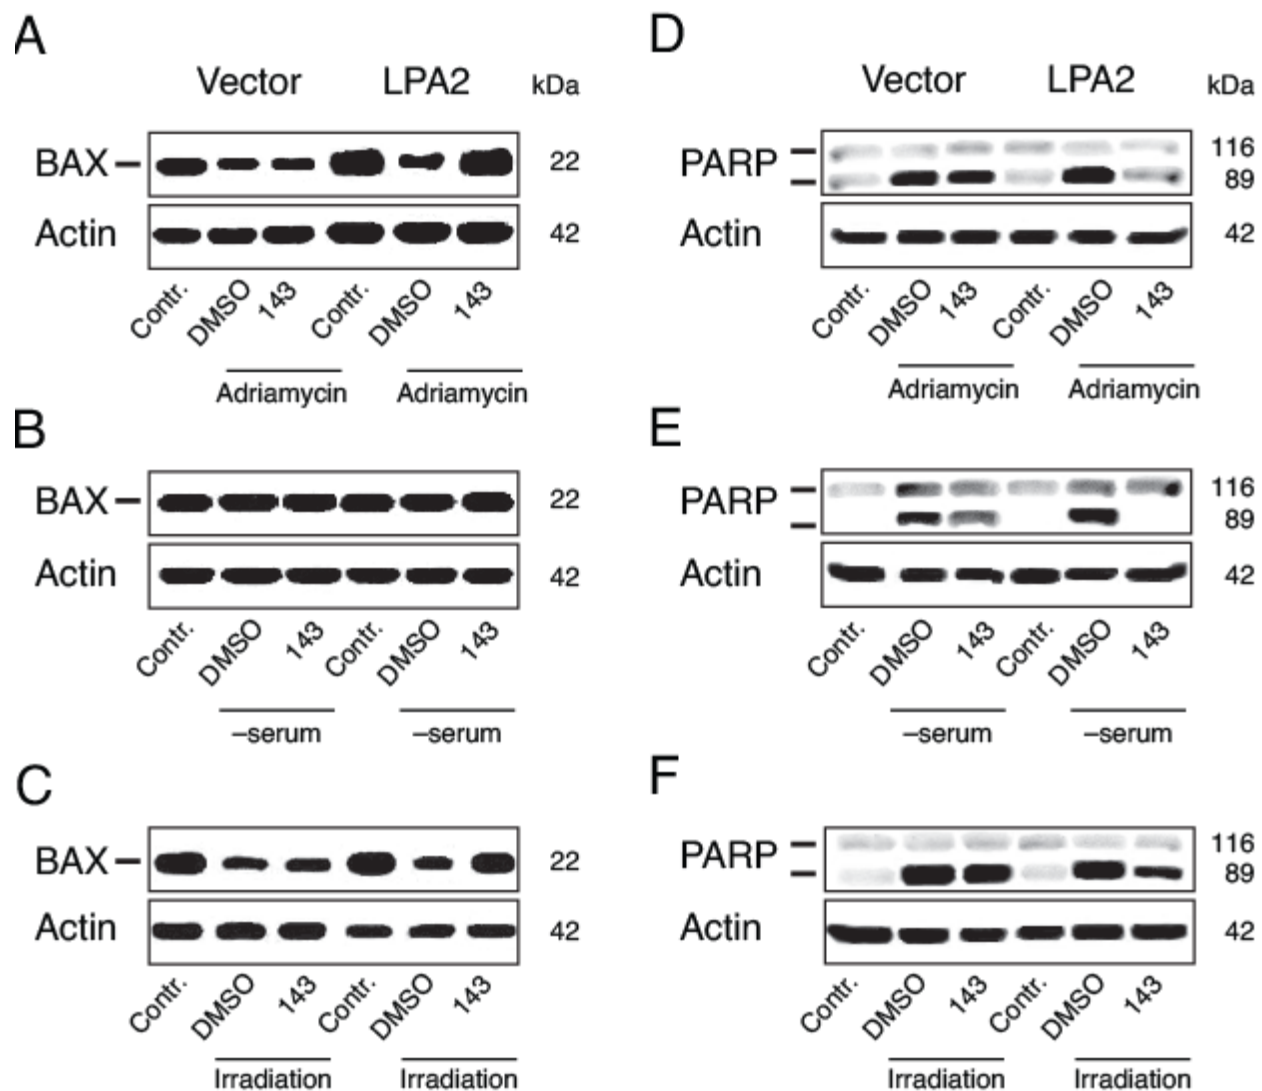 A
Vector LPA2 kDa
BAX 22
Actin 42
Contr. DMSO 143 Contr. DMSO 143
Adriamycin Adriamycin
B
BAX 22
Actin 42
Contr. DMSO 143 Contr. DMSO 143
–serum –serum
C
BAX 22
Actin 42
Contr. DMSO 143 Contr. DMSO 143
Irradiation Irradiation
D
Vector LPA2 kDa
PARP 116
89
Actin 42
Contr. DMSO 143 Contr. DMSO 143
Adriamycin Adriamycin
E
PARP 116
89
Actin 42
Contr. DMSO 143 Contr. DMSO 143
–serum –serum
F
PARP 116
89
Actin 42
Contr. DMSO 143 Contr. DMSO 143
Irradiation Irradiation